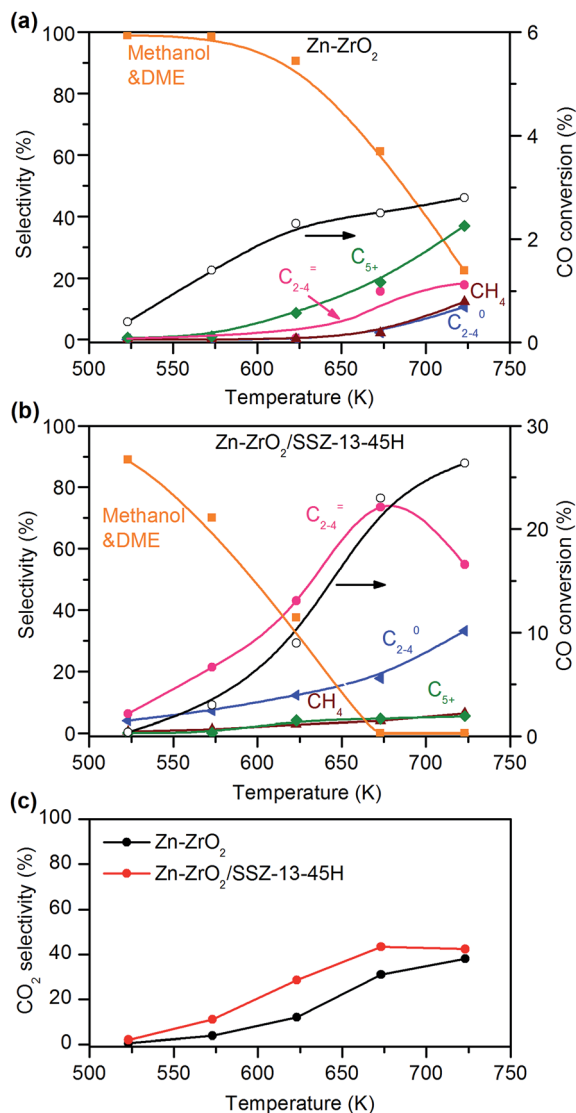 (a)
100
80
60
40
20
0
Selectivity (%)
Methanol
&DME
Zn-ZrO₂
C₅₊
C₂₋₄⁼
CH₄
C₂₋₄⁰
6
4
2
0
CO conversion (%)
500 550 600 650 700 750
Temperature (K)
(b)
100
80
60
40
20
0
Selectivity (%)
Zn-ZrO₂/SSZ-13-45H
Methanol
&DME
C₂₋₄⁼
C₂₋₄⁰
CH₄
C₅₊
30
20
10
0
CO conversion (%)
500 550 600 650 700 750
Temperature (K)
(c)
100
80
60
40
20
0
CO₂ selectivity (%)
Zn-ZrO₂
Zn-ZrO₂/SSZ-13-45H
500 550 600 650 700 750
Temperature (K)